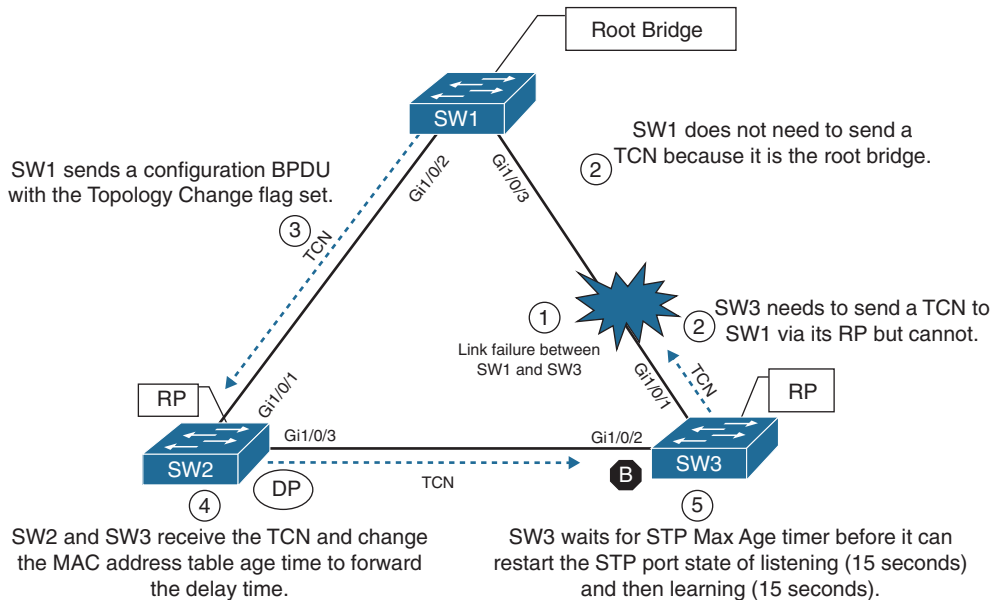 Root Bridge
SW1
SW1 does not need to send a
TCN because it is the root bridge.
2
SW1 sends a configuration BPDU
with the Topology Change flag set.
3
TCN
Gi1/0/2
Gi1/0/3
1
Link failure between
SW1 and SW3
2
SW3 needs to send a TCN to
SW1 via its RP but cannot.
TCN
Gi1/0/1
RP
RP
Gi1/0/1
Gi1/0/3
Gi1/0/2
SW2
SW3
DP
TCN
B
4
SW2 and SW3 receive the TCN and change
the MAC address table age time to forward
the delay time.
5
SW3 waits for STP Max Age timer before it can
restart the STP port state of listening (15 seconds)
and then learning (15 seconds).